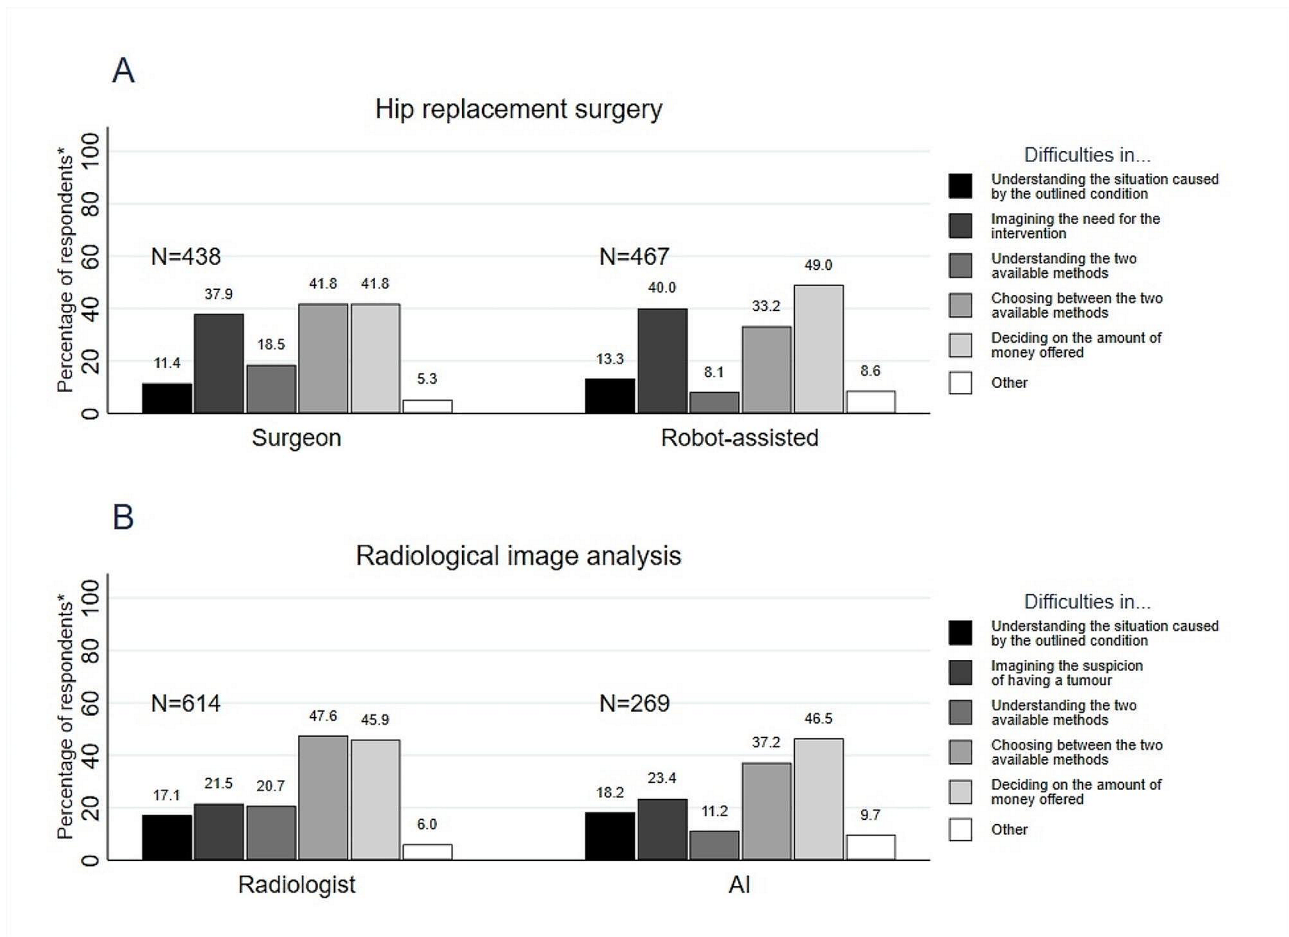 A
Hip replacement surgery
Percentage of respondents*
100
80
60
40
20
0
N=438
11.4
37.9
18.5
41.8
41.8
5.3
Surgeon
N=467
13.3
40.0
8.1
33.2
49.0
8.6
Robot-assisted
Difficulties in...
Understanding the situation caused
by the outlined condition
Imagining the need for the
intervention
Understanding the two
available methods
Choosing between the two
available methods
Deciding on the amount of
money offered
Other
B
Radiological image analysis
Percentage of respondents*
100
80
60
40
20
0
N=614
17.1
21.5
20.7
47.6
45.9
6.0
Radiologist
N=269
18.2
23.4
11.2
37.2
46.5
9.7
AI
Difficulties in...
Understanding the situation caused
by the outlined condition
Imagining the suspicion
of having a tumour
Understanding the two
available methods
Choosing between the two
available methods
Deciding on the amount of
money offered
Other